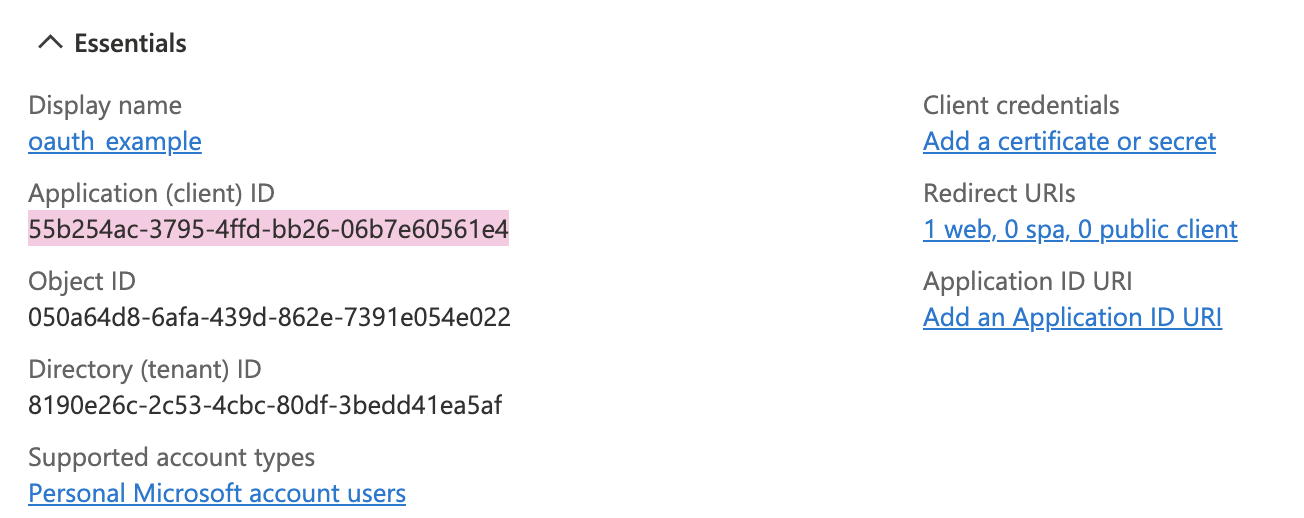 Essentials
Display name
oauth_example
Application (client) ID
55b254ac-3795-4ffd-bb26-06b7e60561e4
Object ID
050a64d8-6afa-439d-862e-7391e054e022
Directory (tenant) ID
8190e26c-2c53-4cbc-80df-3bedd41ea5af
Supported account types
Personal Microsoft account users
Client credentials
Add a certificate or secret
Redirect URIs
1 web, 0 spa, 0 public client
Application ID URI
Add an Application ID URI